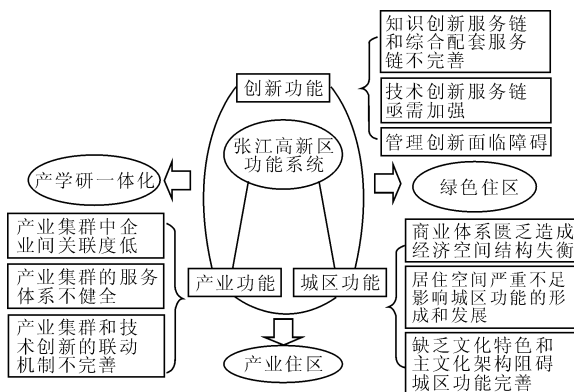 知识创新服务链
和综合配套服务
链不完善
创新功能
技术创新服务链
亟需加强
管理创新面临障碍
张江高新区
功能系统
产学研一体化
绿色住区
产业集群中企
业间关联度低
产业集群的服务
体系不健全
产业集群和技
术创新的联动
机制不完善
产业功能
城区功能
商业体系匮乏造成
经济空间结构失衡
居住空间严重不足
影响城区功能的形
成和发展
缺乏文化特色和
主文化架构阻碍
城区功能完善
产业住区